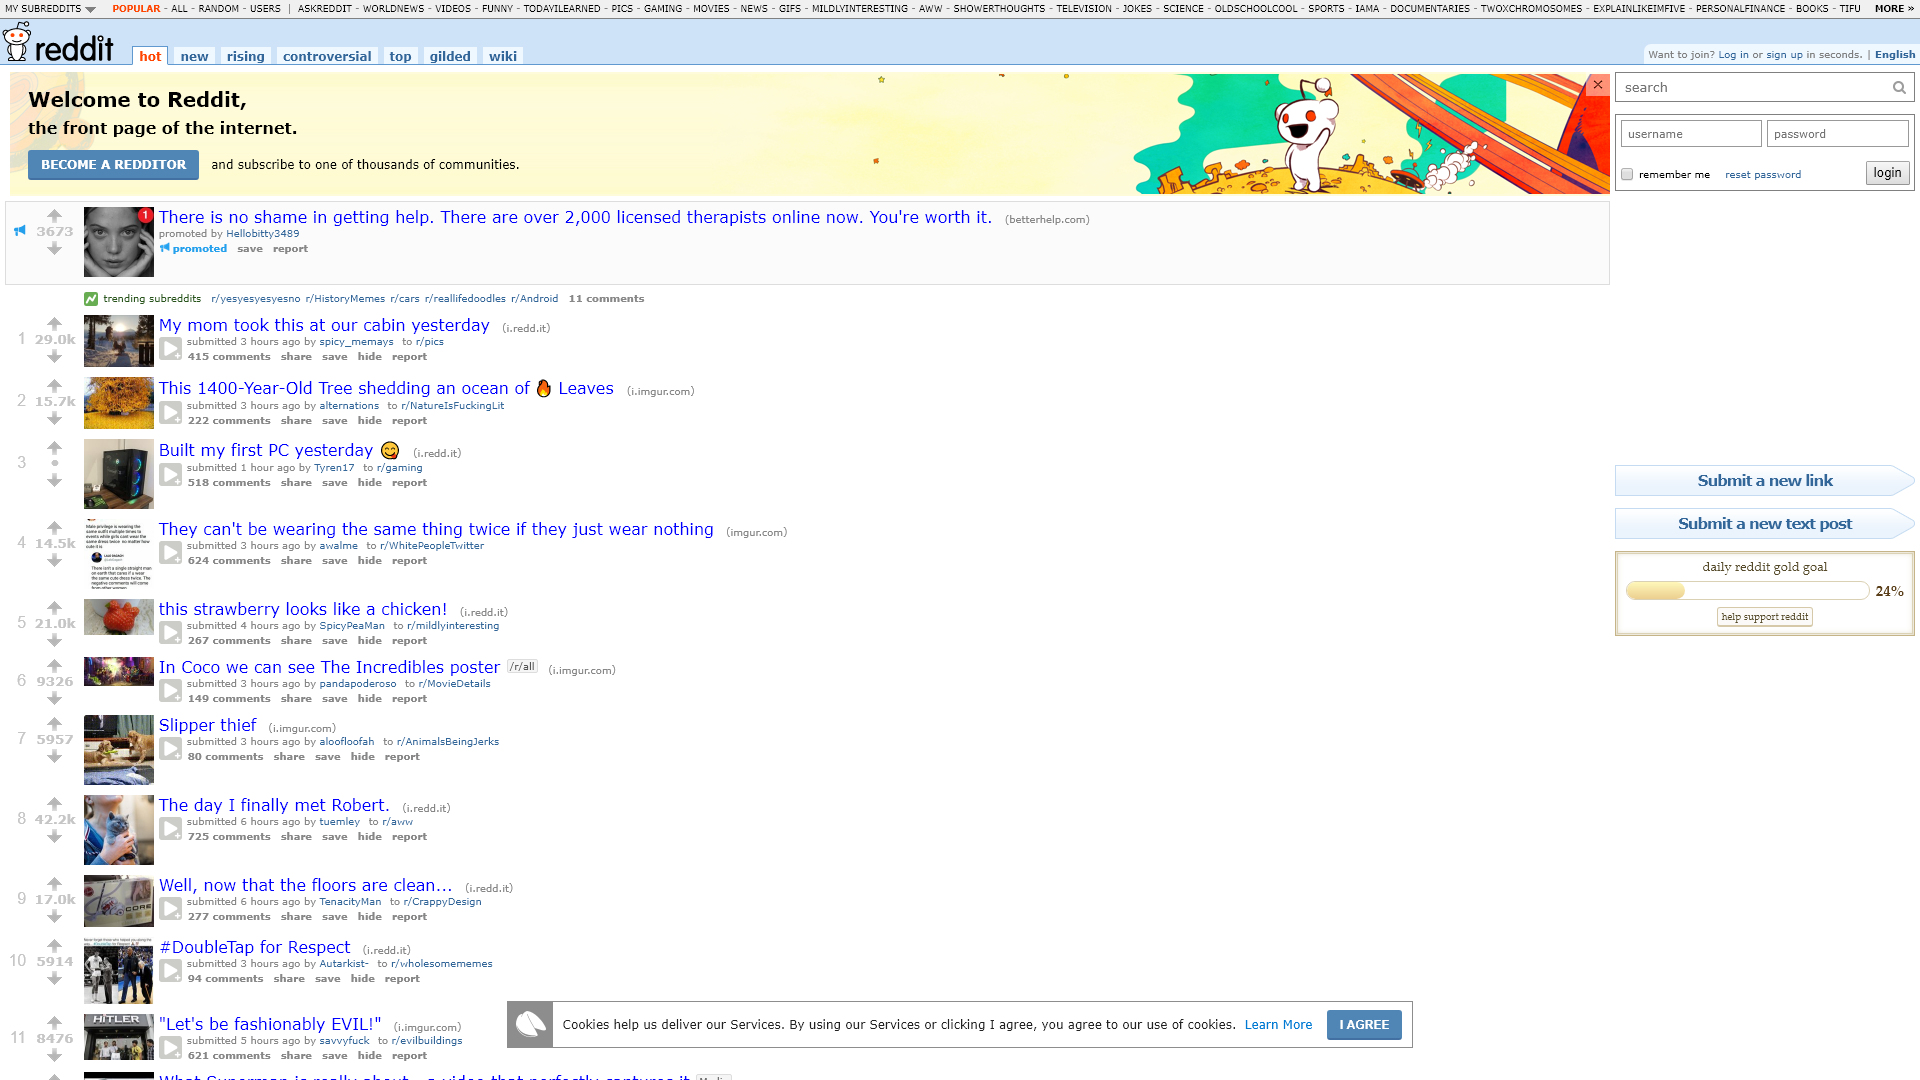 MY SUBREDDITS POPULAR - ALL - RANDOM - USERS | ASKREDDIT - WORLDNEWS - VIDEOS - FUNNY - TODAYILEARNED - PICS - GAMING - MOVIES - NEWS - GIFS - MILDLYINTERESTING - AWW - SHOWERTHOUGHTS - TELEVISION - JOKES - SCIENCE - OLDSCHOOLCOOL - SPORTS - IAMA - DOCUMENTARIES - TWOXCHROMOSOMES - EXPLAINLIKEIMFIVE - PERSONALFINANCE - BOOKS - TIFU MORE »
reddit hot new rising controversial top gilded wiki
Want to join? Log in or sign up in seconds. | English
Welcome to Reddit,
the front page of the internet.
BECOME A REDDITOR and subscribe to one of thousands of communities.
search
username password
remember me reset password login
There is no shame in getting help. There are over 2,000 licensed therapists online now. You're worth it. (betterhelp.com)
3673
1
promoted by Hellobitty3489
promoted save report
trending subreddits r/yesyesyesyesno r/HistoryMemes r/cars r/reallifedoodles r/Android 11 comments
My mom took this at our cabin yesterday (i.redd.it)
1 29.0k
submitted 3 hours ago by spicy_memays to r/pics
415 comments share save hide report
This 1400-Year-Old Tree shedding an ocean of 🔥 Leaves (i.imgur.com)
2 15.7k
submitted 3 hours ago by alternations to r/NatureIsFuckingLit
222 comments share save hide report
Built my first PC yesterday 😋 (i.redd.it)
3 •
submitted 1 hour ago by Tyren17 to r/gaming
518 comments share save hide report
They can't be wearing the same thing twice if they just wear nothing (imgur.com)
4 14.5k
submitted 3 hours ago by awalme to r/WhitePeopleTwitter
624 comments share save hide report
this strawberry looks like a chicken! (i.redd.it)
5 21.0k
submitted 4 hours ago by SpicyPeaMan to r/mildlyinteresting
267 comments share save hide report
In Coco we can see The Incredibles poster /r/all (i.imgur.com)
6 9326
submitted 3 hours ago by pandapoderoso to r/MovieDetails
149 comments share save hide report
Slipper thief (i.imgur.com)
7 5957
submitted 3 hours ago by aloofloofah to r/AnimalsBeingJerks
80 comments share save hide report
The day I finally met Robert. (i.redd.it)
8 42.2k
submitted 6 hours ago by tuemley to r/aww
725 comments share save hide report
Well, now that the floors are clean... (i.redd.it)
9 17.0k
CORE
submitted 6 hours ago by TenacityMan to r/CrappyDesign
277 comments share save hide report
#DoubleTap for Respect (i.redd.it)
10 5914
submitted 3 hours ago by Autarkist- to r/wholesomememes
94 comments share save hide report
"Let's be fashionably EVIL!" (i.imgur.com)
11 8476
HiTLER
submitted 5 hours ago by savvyfuck to r/evilbuildings
621 comments share save hide report
What Superman is really about - a video that perfectly captures it Media
Submit a new link
Submit a new text post
daily reddit gold goal
24%
help support reddit
Cookies help us deliver our Services. By using our Services or clicking I agree, you agree to our use of cookies. Learn More I AGREE